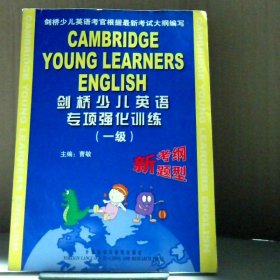 剑桥少儿英语考官根据最新考试大纲编写
CAMBRIDGE
YOUNG LEARNERS
ENGLISH
剑桥少儿英语
专项强化训练
(一级)
主编：曹敏
新考纲
新题型